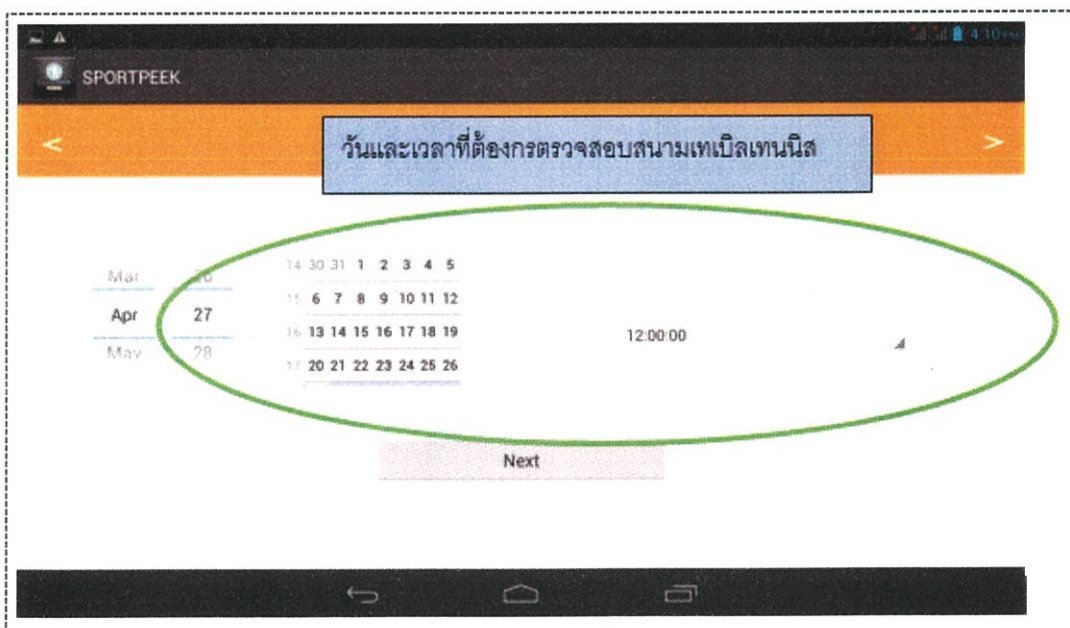 4:10 PM
SPORTPEEK
<
วันและเวลาที่ต้องกรตรวจสอบสนามเทเบิลเทนนิส
>
Mar 26
Apr 27
May 28
14 30 31 1 2 3 4 5
15 6 7 8 9 10 11 12
16 13 14 15 16 17 18 19
17 20 21 22 23 24 25 26
12:00:00
Next